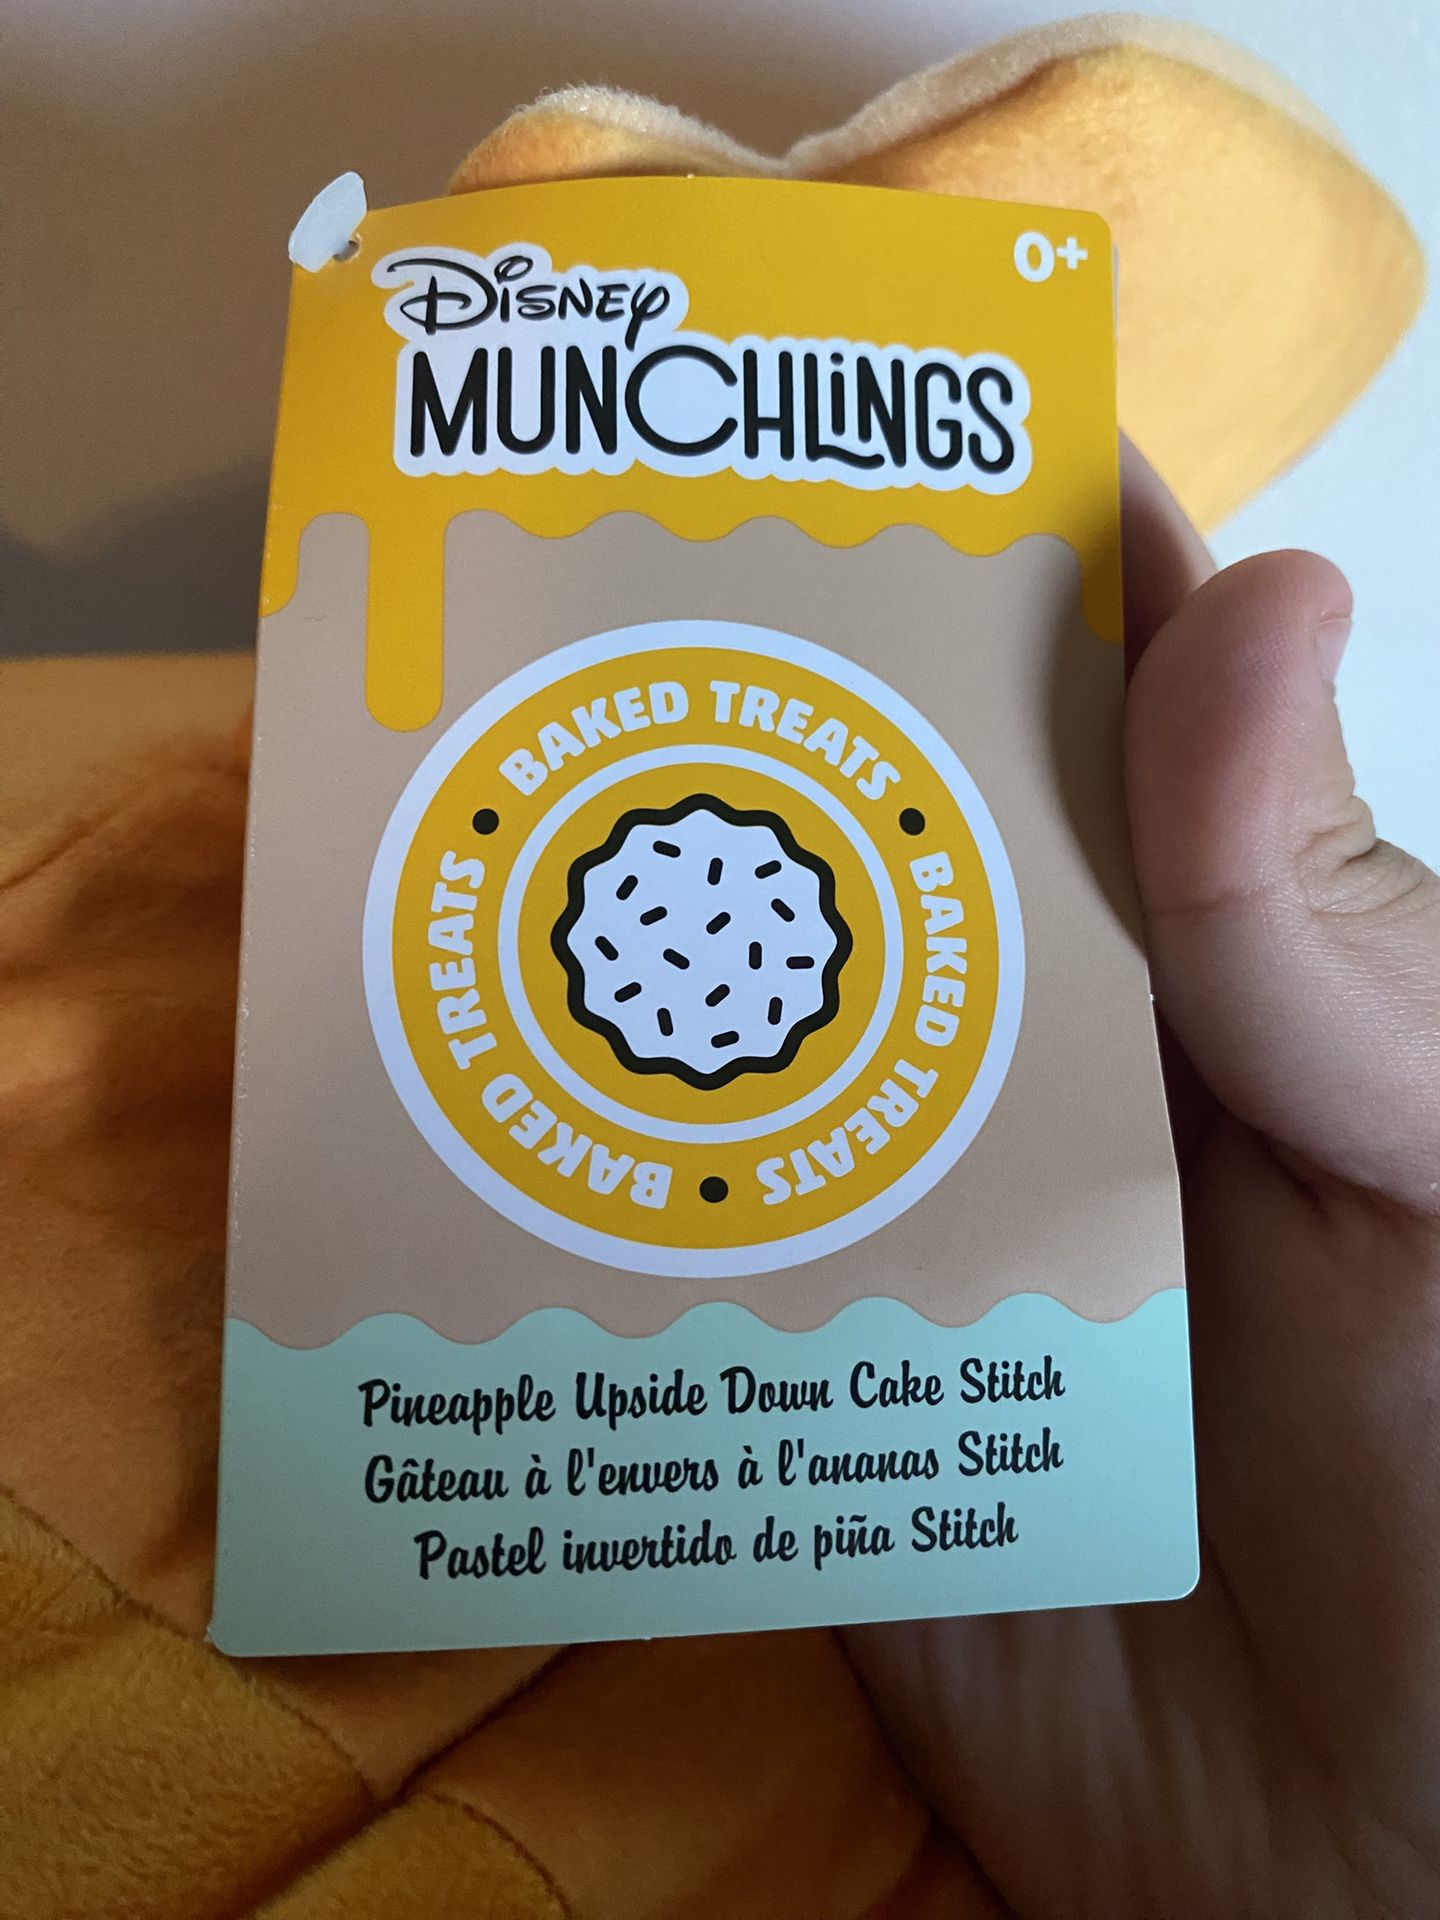 0+
Disney
MUNCHLiNGS
BAKED TREATS • BAKED TREATS • BAKED TREATS •
Pineapple Upside Down Cake Stitch
Gâteau à l'envers à l'ananas Stitch
Pastel invertido de piña Stitch